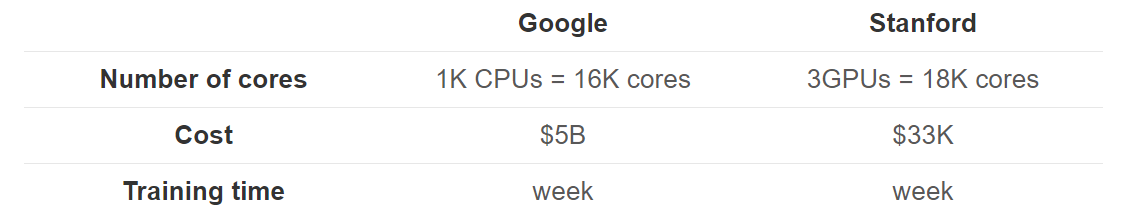 Google Stanford
Number of cores 1K CPUs = 16K cores 3GPUs = 18K cores
Cost $5B $33K
Training time week week